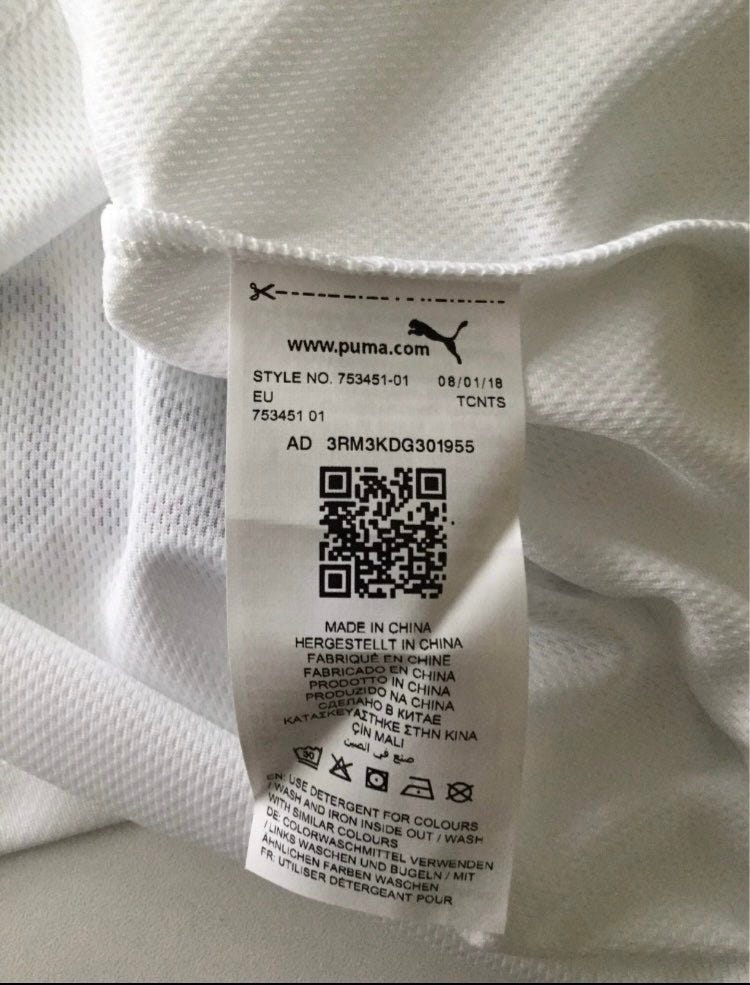 www.puma.com
STYLE NO. 753451-01 08/01/18
EU TCNTS
753451 01
AD 3RM3KDG301955
MADE IN CHINA
HERGESTELLT IN CHINA
FABRIQUÉ EN CHINE
FABRICADO EN CHINA
PRODOTTO IN CHINA
PRODUZIDO NA CHINA
СДЕЛАНО В КИТАЕ
ΚΑΤΑΣΚΕΥΑΣΤΗΚΕ ΣΤΗΝ ΚΙΝΑ
ÇIN MALI
صنع في الصين
30
EN: USE DETERGENT FOR COLOURS
/ WASH AND IRON INSIDE OUT / WASH
WITH SIMILAR COLOURS
DE: COLORWASCHMITTEL VERWENDEN
/ LINKS WASCHEN UND BUGELN / MIT
ÄHNLICHEN FARBEN WASCHEN
FR: UTILISER DÉTERGEANT POUR